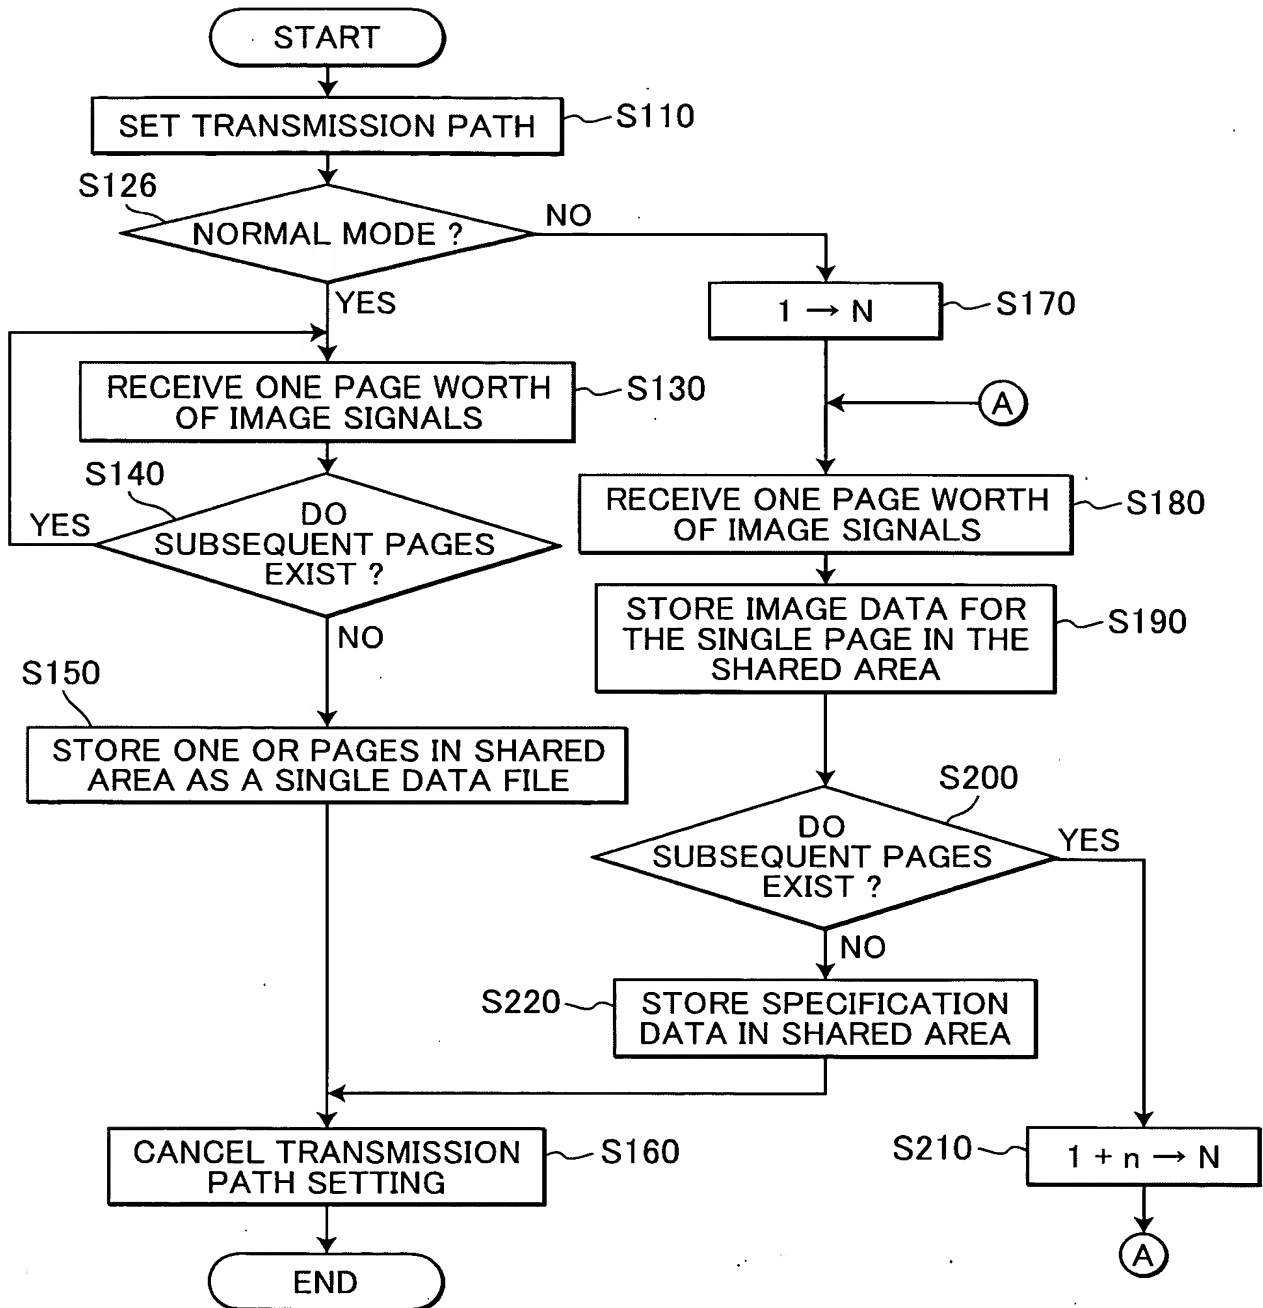 START
SET TRANSMISSION PATH
S110
S126
NORMAL MODE ?
NO
YES
1 → N
S170
RECEIVE ONE PAGE WORTH
OF IMAGE SIGNALS
S130
A
S140
YES
DO
SUBSEQUENT PAGES
EXIST ?
NO
RECEIVE ONE PAGE WORTH
OF IMAGE SIGNALS
S180
STORE IMAGE DATA FOR
THE SINGLE PAGE IN THE
SHARED AREA
S190
S150
STORE ONE OR PAGES IN SHARED
AREA AS A SINGLE DATA FILE
S200
DO
SUBSEQUENT PAGES
EXIST ?
YES
NO
S220
STORE SPECIFICATION
DATA IN SHARED AREA
CANCEL TRANSMISSION
PATH SETTING
S160
S210
1 + n → N
A
END